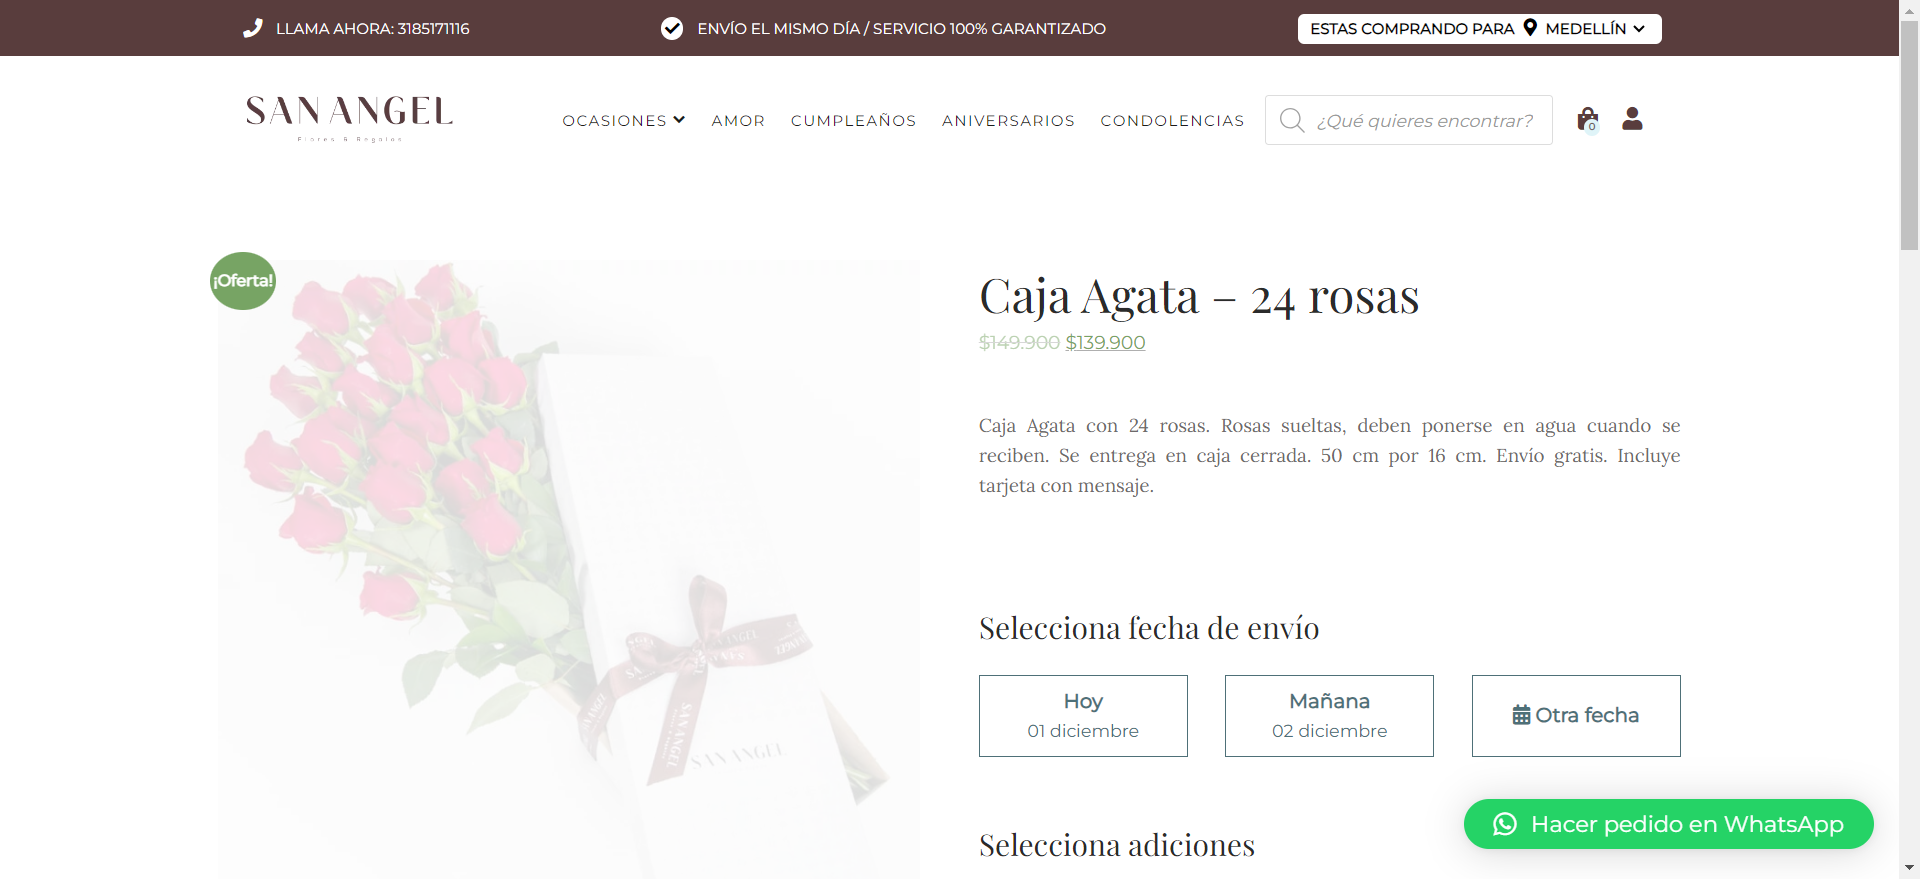 LLAMA AHORA: 3185171116
ENVÍO EL MISMO DÍA / SERVICIO 100% GARANTIZADO
ESTAS COMPRANDO PARA MEDELLÍN
SAN ANGEL
Flores & Regalos
OCASIONES
AMOR
CUMPLEAÑOS
ANIVERSARIOS
CONDOLENCIAS
¿Qué quieres encontrar?
0
¡Oferta!
Caja Agata – 24 rosas
$149.900 $139.900
Caja Agata con 24 rosas. Rosas sueltas, deben ponerse en agua cuando se
reciben. Se entrega en caja cerrada. 50 cm por 16 cm. Envío gratis. Incluye
tarjeta con mensaje.
SAN ANGEL
SAN ANGEL
Selecciona fecha de envío
Hoy
01 diciembre
Mañana
02 diciembre
Otra fecha
Selecciona adiciones
Hacer pedido en WhatsApp